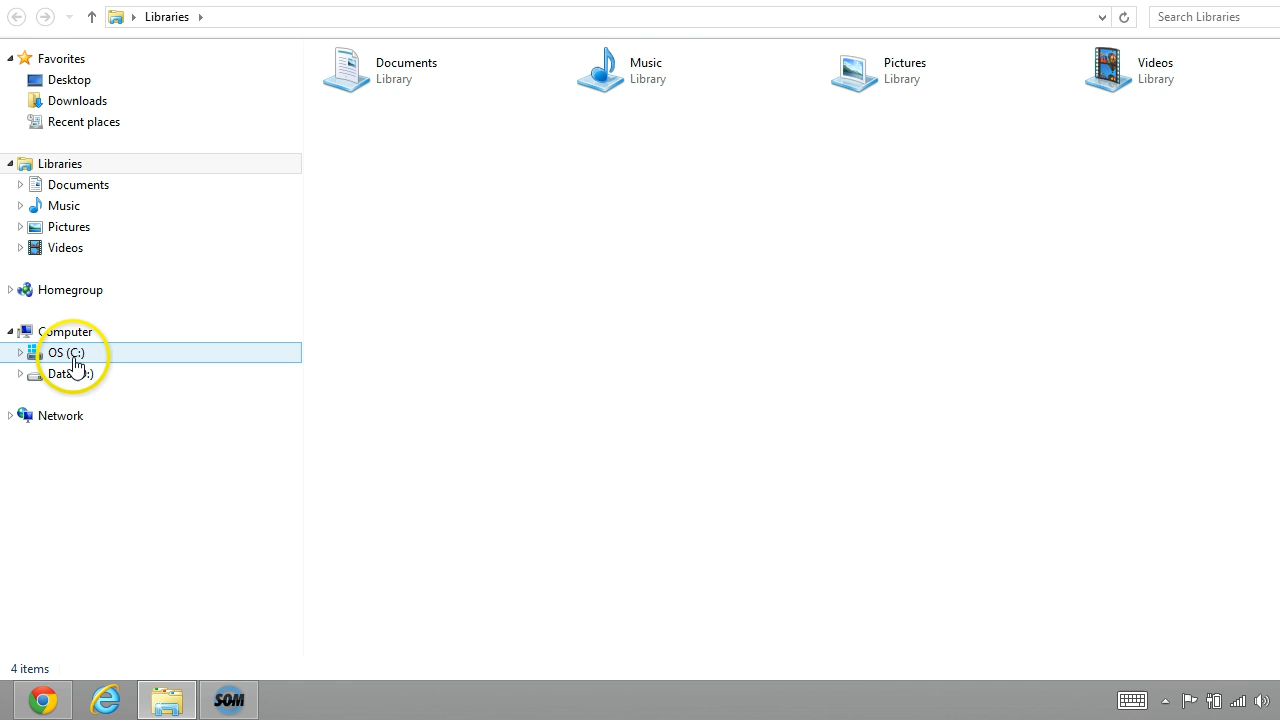 Libraries
Search Libraries
Favorites
Desktop
Downloads
Recent places
Libraries
Documents
Music
Pictures
Videos
Homegroup
Computer
OS (C:)
Network
Documents
Library
Music
Library
Pictures
Library
Videos
Library
4 items
SOM